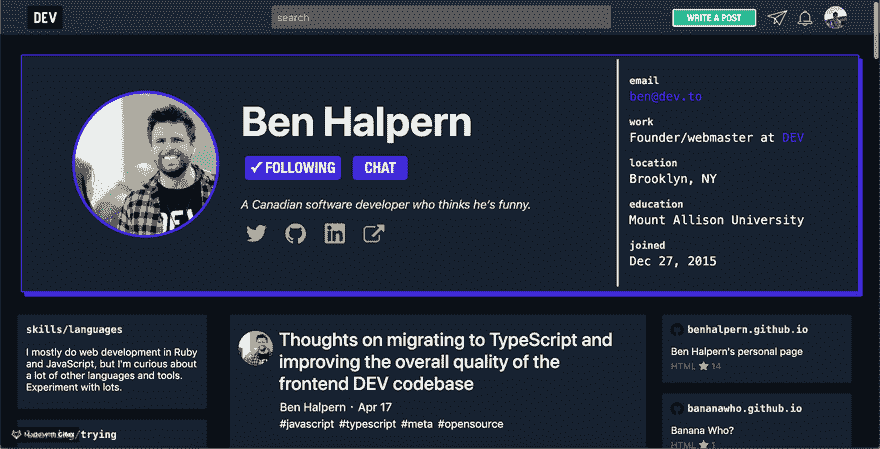 DEV
search
WRITE A POST
Ben Halpern
✓ FOLLOWING
CHAT
A Canadian software developer who thinks he's funny.
email
ben@dev.to
work
Founder/webmaster at DEV
location
Brooklyn, NY
education
Mount Allison University
joined
Dec 27, 2015
skills/languages
I mostly do web development in Ruby
and JavaScript, but I'm curious about
a lot of other languages and tools.
Experiment with lots.
/trying
Thoughts on migrating to TypeScript and
improving the overall quality of the
frontend DEV codebase
Ben Halpern · Apr 17
#javascript #typescript #meta #opensource
benhalpern.github.io
Ben Halpern's personal page
HTML ★ 14
bananawho.github.io
Banana Who?
HTML ★ 1